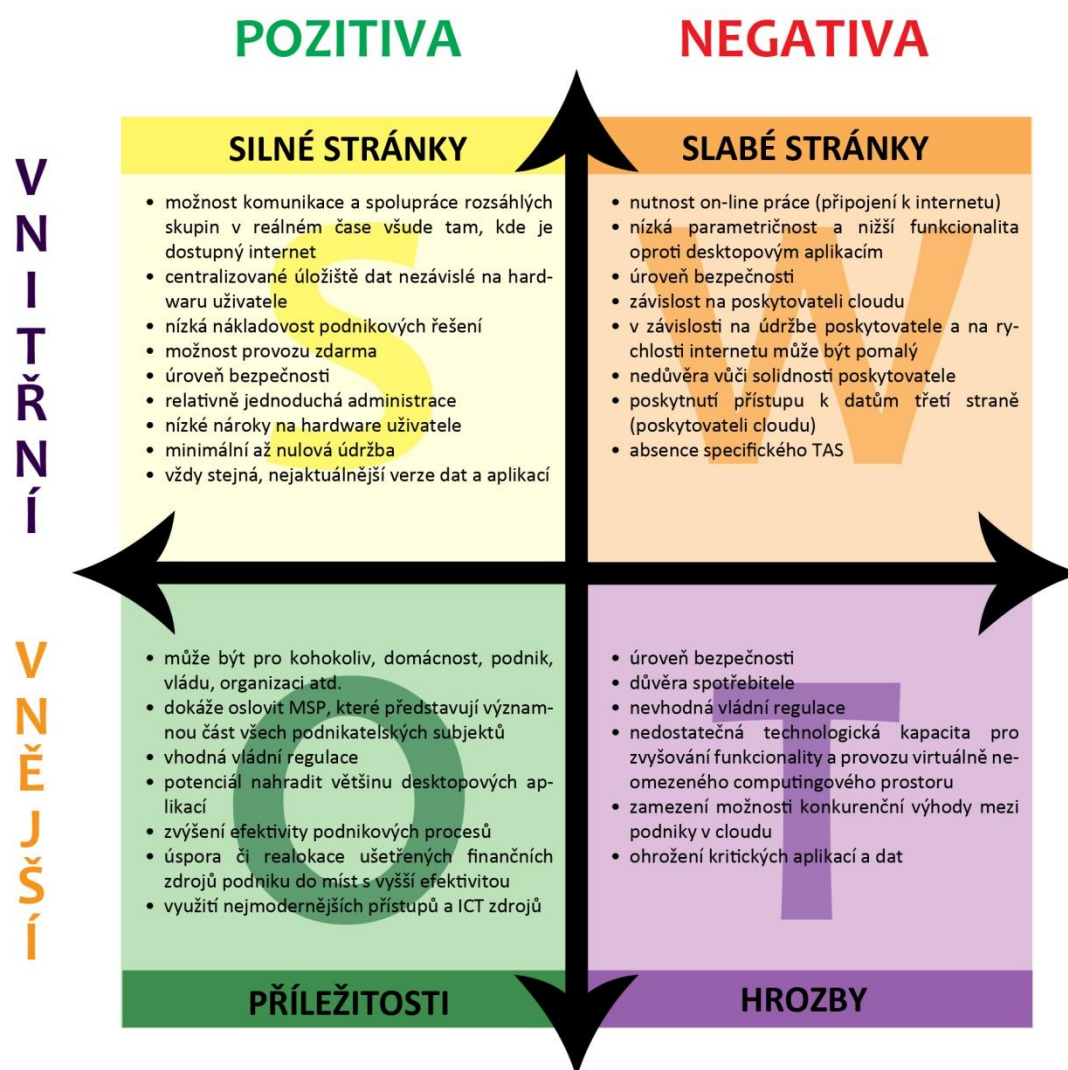 POZITIVA
NEGATIVA
VNITŘNÍ
SILNÉ STRÁNKY
• možnost komunikace a spolupráce rozsáhlých
skupin v reálném čase všude tam, kde je
dostupný internet
• centralizované úložiště dat nezávislé na hard-
waru uživatele
• nízká nákladovost podnikových řešení
• možnost provozu zdarma
• úroveň bezpečnosti
• relativně jednoduchá administrace
• nízké nároky na hardware uživatele
• minimální až nulová údržba
• vždy stejná, nejaktuálnější verze dat a aplikací
S
SLABÉ STRÁNKY
• nutnost on-line práce (připojení k internetu)
• nízká parametričnost a nižší funkcionalita
oproti desktopovým aplikacím
• úroveň bezpečnosti
• závislost na poskytovateli cloudu
• v závislosti na údržbe poskytovatele a na ry-
chlosti internetu může být pomalý
• nedůvěra vůči solidnosti poskytovatele
• poskytnutí přístupu k datům třetí straně
(poskytovateli cloudu)
• absence specifického TAS
W
VNĚJŠÍ
• může být pro kohokoliv, domácnost, podnik,
vládu, organizaci atd.
• dokáže oslovit MSP, které představují význam-
nou část všech podnikatelských subjektů
• vhodná vládní regulace
• potenciál nahradit většinu desktopových ap-
likací
• zvýšení efektivity podnikových procesů
• úspora či realokace ušetřených finančních
zdrojů podniku do míst s vyšší efektivitou
• využití nejmodernějších přístupů a ICT zdrojů
O
PŘÍLEŽITOSTI
• úroveň bezpečnosti
• důvěra spotřebitele
• nevhodná vládní regulace
• nedostatečná technologická kapacita pro
zvyšování funkcionality a provozu virtuálně ne-
omezeného computingového prostoru
• zamezení možnosti konkurenční výhody mezi
podniky v cloudu
• ohrožení kritických aplikací a dat
T
HROZBY